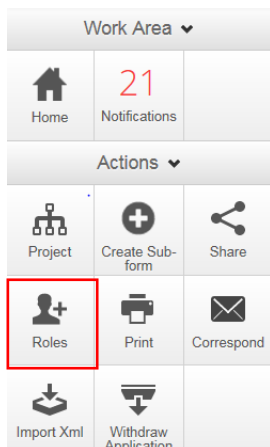 Work Area
21
Home
Notifications
Actions
Project
Create Sub-
form
Share
Roles
Print
Correspond
Import Xml
Withdraw
Application